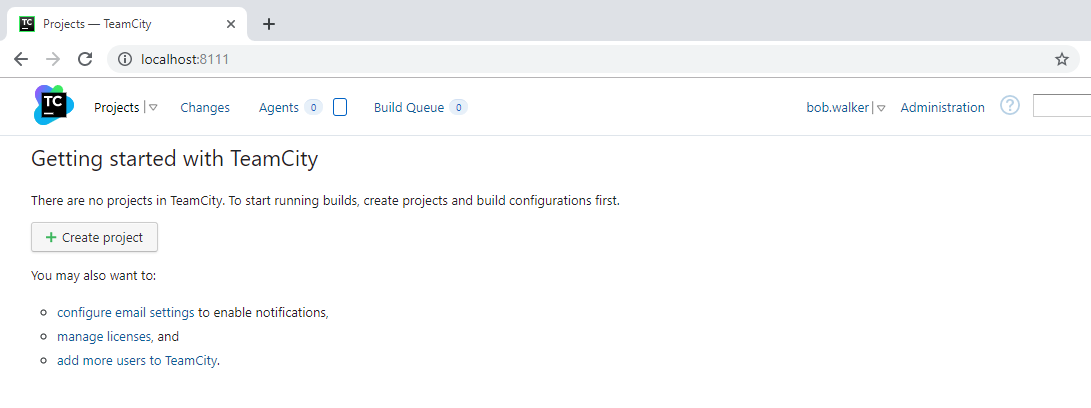 TC Projects — TeamCity
localhost:8111
TC Projects Changes Agents 0 Build Queue 0 bob.walker Administration ?
Getting started with TeamCity
There are no projects in TeamCity. To start running builds, create projects and build configurations first.
+ Create project
You may also want to:
configure email settings to enable notifications,
manage licenses, and
add more users to TeamCity.